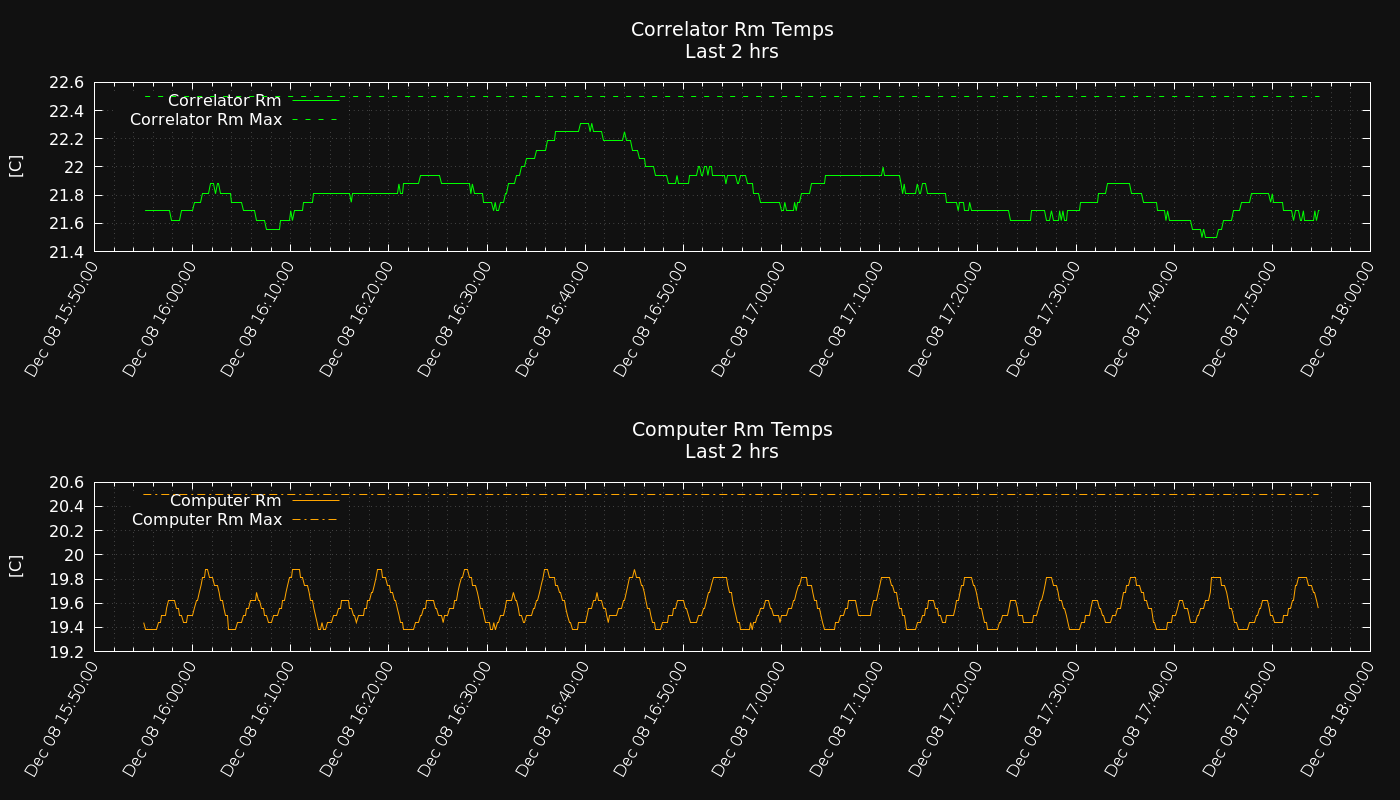 Correlator Rm Temps
Last 2 hrs
22.6
22.4
22.2
22
21.8
21.6
21.4
[C]
Correlator Rm
Correlator Rm Max
Dec 08 15:50:00
Dec 08 16:00:00
Dec 08 16:10:00
Dec 08 16:20:00
Dec 08 16:30:00
Dec 08 16:40:00
Dec 08 16:50:00
Dec 08 17:00:00
Dec 08 17:10:00
Dec 08 17:20:00
Dec 08 17:30:00
Dec 08 17:40:00
Dec 08 17:50:00
Dec 08 18:00:00
Computer Rm Temps
Last 2 hrs
20.6
20.4
20.2
20
19.8
19.6
19.4
19.2
[C]
Computer Rm
Computer Rm Max
Dec 08 15:50:00
Dec 08 16:00:00
Dec 08 16:10:00
Dec 08 16:20:00
Dec 08 16:30:00
Dec 08 16:40:00
Dec 08 16:50:00
Dec 08 17:00:00
Dec 08 17:10:00
Dec 08 17:20:00
Dec 08 17:30:00
Dec 08 17:40:00
Dec 08 17:50:00
Dec 08 18:00:00